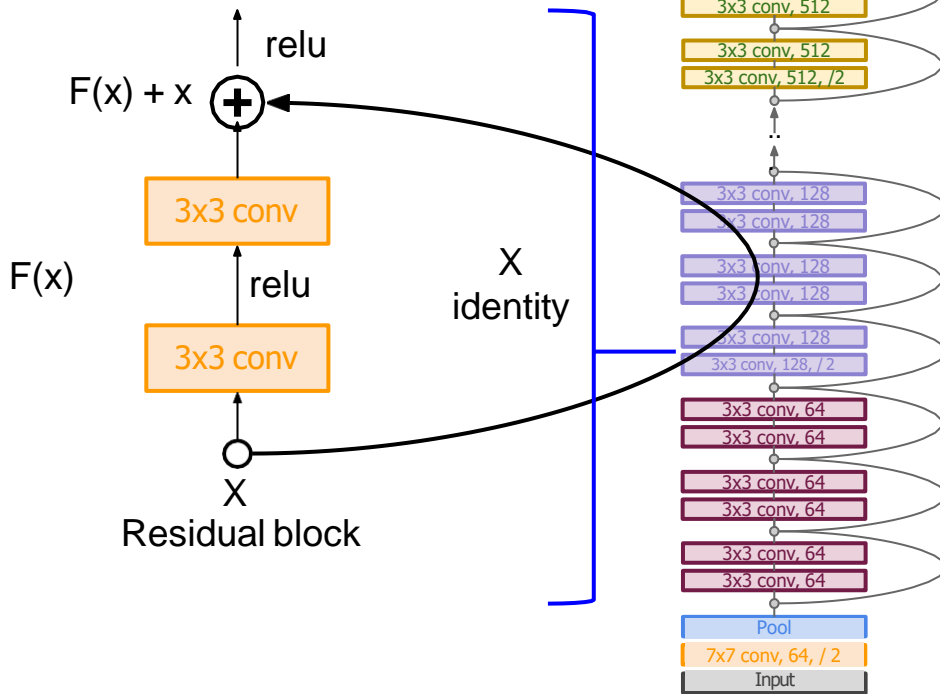 relu
F(x) + x
3x3 conv
F(x)
relu
3x3 conv
X
Residual block
X
identity
3x3 conv, 512
3x3 conv, 512
3x3 conv, 512, /2
..
3x3 conv, 128
3x3 conv, 128
3x3 conv, 128
3x3 conv, 128
3x3 conv, 128
3x3 conv, 128, / 2
3x3 conv, 64
3x3 conv, 64
3x3 conv, 64
3x3 conv, 64
3x3 conv, 64
3x3 conv, 64
Pool
7x7 conv, 64, / 2
Input